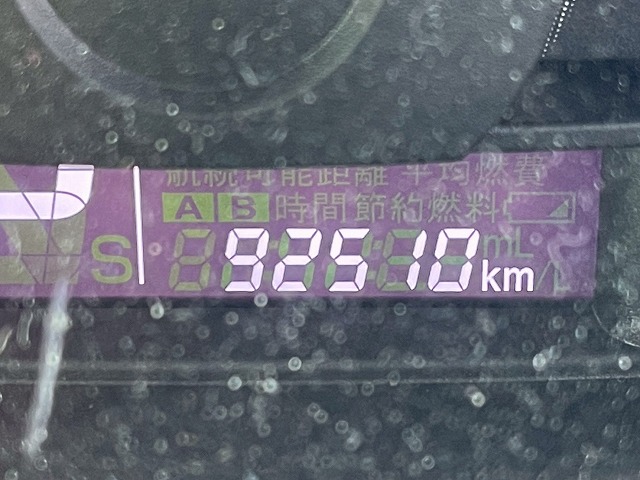 航続可能距離 平均燃費
A B 時間節約燃料
S 92510 km mL
/L